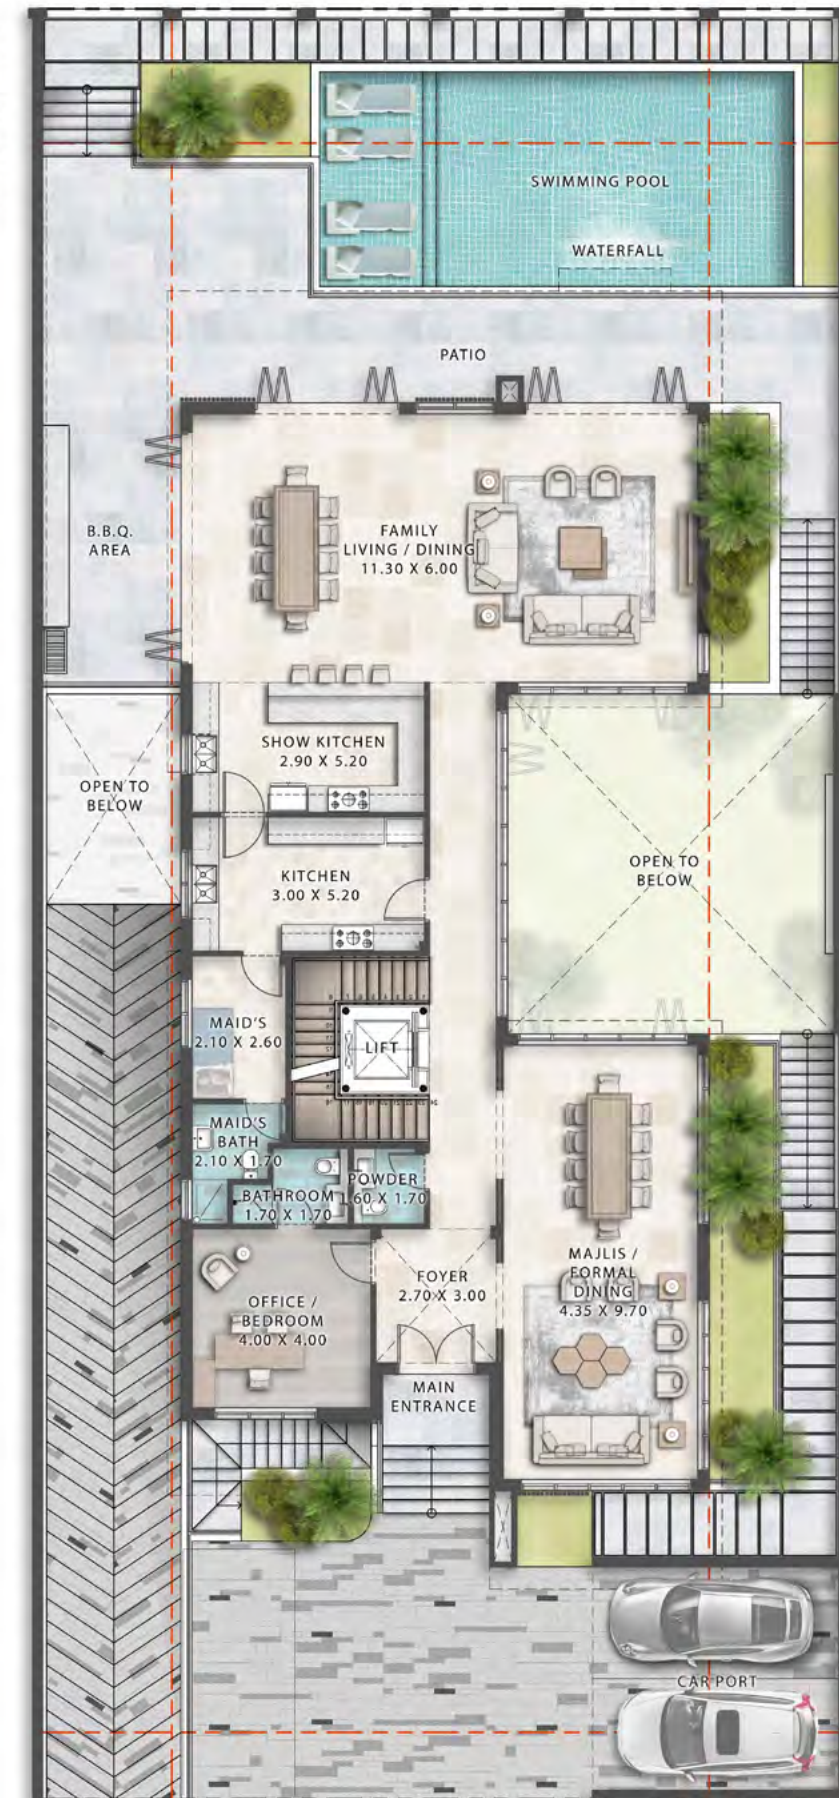 SWIMMING POOL
WATERFALL
PATIO
B.B.Q.
AREA
FAMILY
LIVING / DINING
11.30 X 6.00
SHOW KITCHEN
2.90 X 5.20
OPEN TO
BELOW
KITCHEN
3.00 X 5.20
OPEN TO
BELOW
MAID'S
2.10 X 2.60
LIFT
MAID'S
BATH
2.10 X 1.70
BATHROOM
1.70 X 1.70
POWDER
1.60 X 1.70
FOYER
2.70 X 3.00
MAJLIS /
FORMAL
DINING
4.35 X 9.70
OFFICE /
BEDROOM
4.00 X 4.00
MAIN
ENTRANCE
CAR PORT